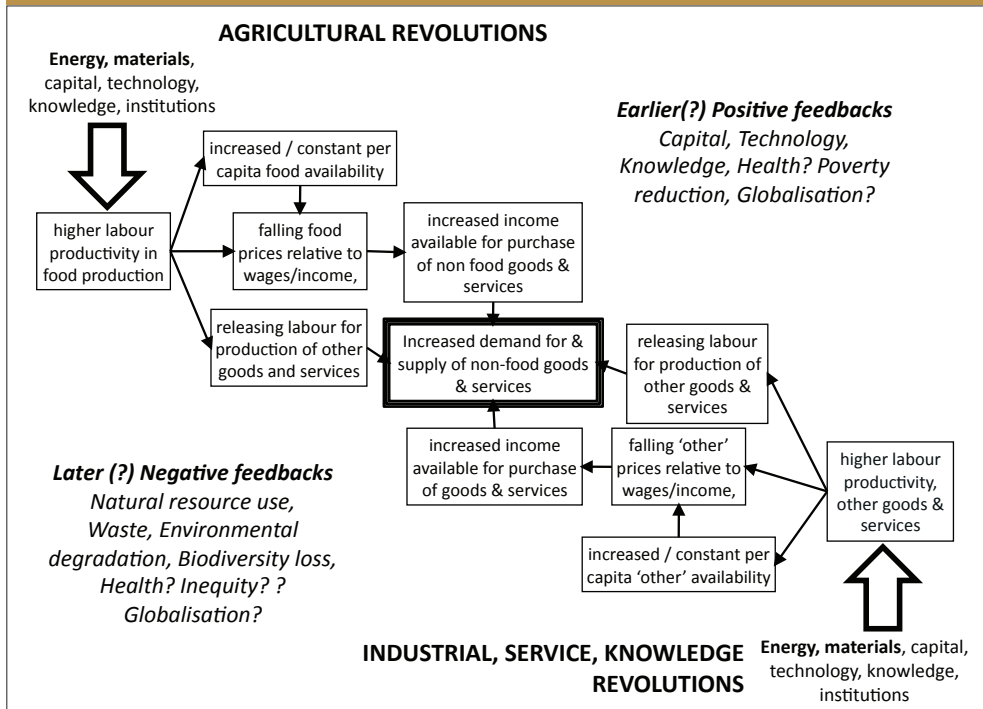 AGRICULTURAL REVOLUTIONS
Energy, materials,
capital, technology,
knowledge, institutions
Earlier(?) Positive feedbacks
Capital, Technology,
Knowledge, Health? Poverty
reduction, Globalisation?
increased / constant per
capita food availability
higher labour
productivity in
food production
falling food
prices relative to
wages/income,
increased income
available for purchase
of non food goods &
services
releasing labour for
production of other
goods and services
Increased demand for &
supply of non-food goods
& services
releasing labour
for production of
other goods &
services
increased income
available for purchase
of goods & services
falling ‘other’
prices relative to
wages/income,
higher labour
productivity,
other goods &
services
increased / constant per
capita ‘other’ availability
Later (?) Negative feedbacks
Natural resource use,
Waste, Environmental
degradation, Biodiversity loss,
Health? Inequity? ?
Globalisation?
INDUSTRIAL, SERVICE, KNOWLEDGE
REVOLUTIONS
Energy, materials, capital,
technology, knowledge,
institutions